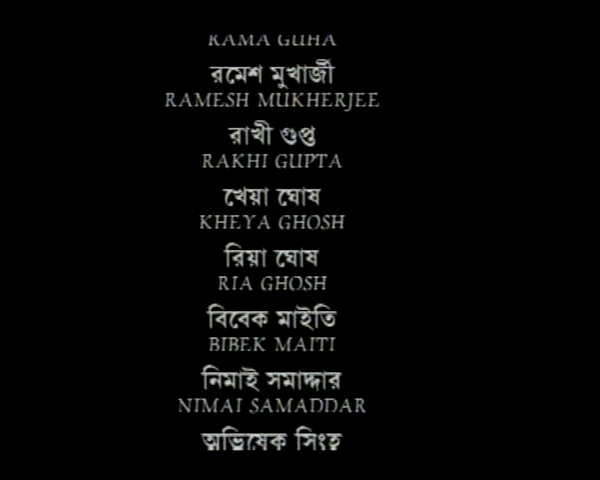 RAMA GUHA
রমেশ মুখার্জী
RAMESH MUKHERJEE
রাখী গুপ্ত
RAKHI GUPTA
খেয়া ঘোষ
KHEYA GHOSH
রিয়া ঘোষ
RIA GHOSH
বিবেক মাইতি
BIBEK MAITI
নিমাই সমাদ্দার
NIMAI SAMADDAR
অভিষেক সিংহ